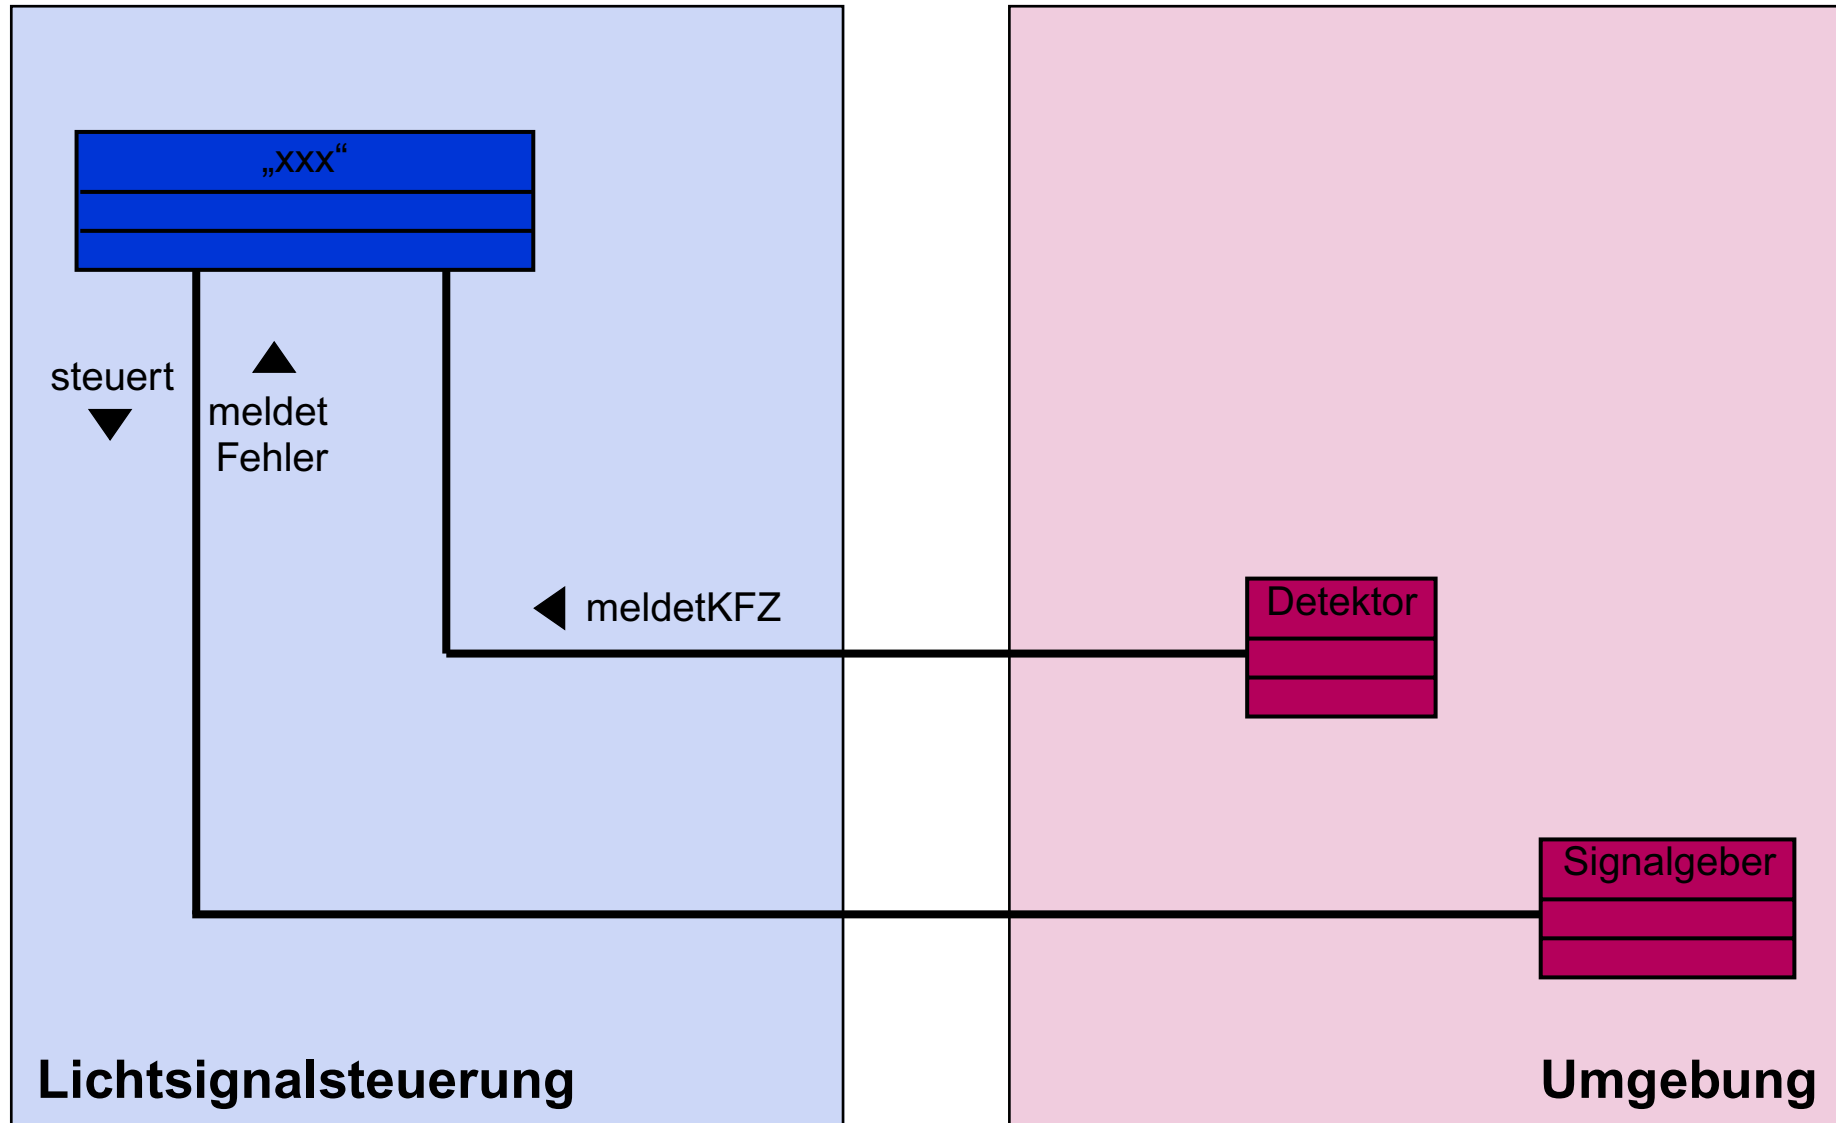 „xxx“
steuert
meldet
Fehler
meldetKFZ
Detektor
Signalgeber
Lichtsignalsteuerung
Umgebung